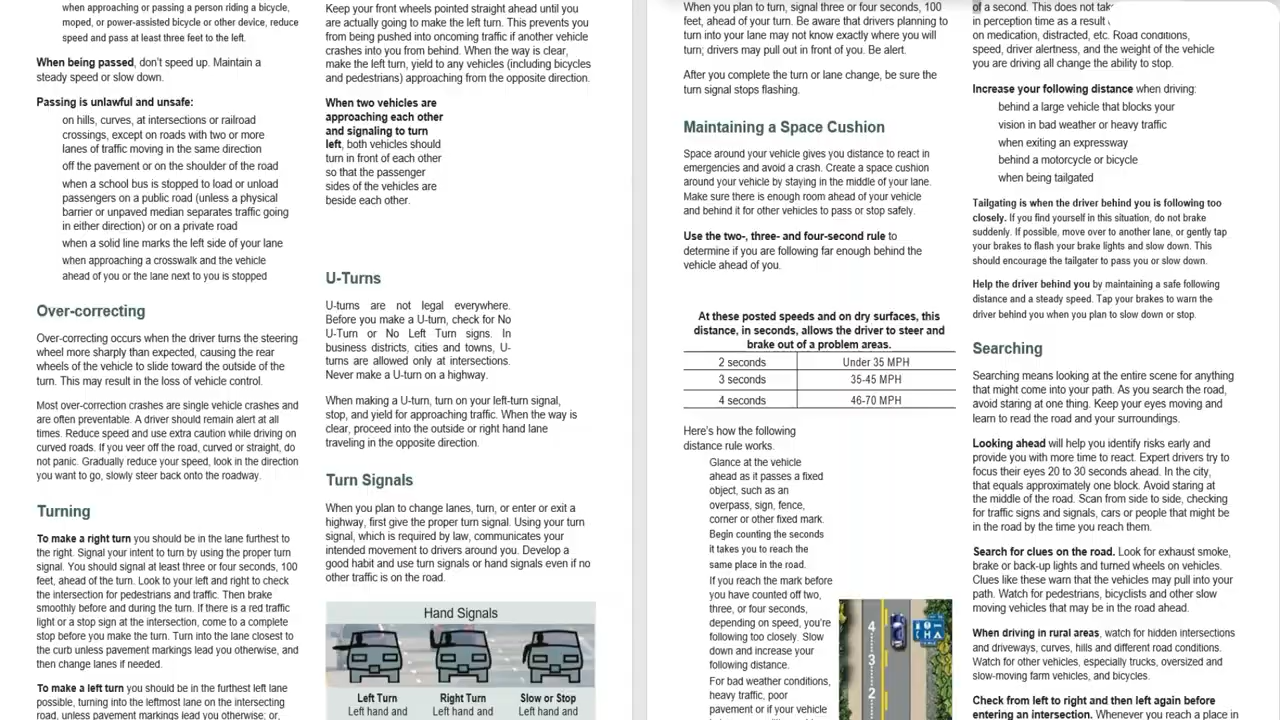 approaching or passing a person riding a bicycle,
moped, or power-assisted bicycle or other device, reduce
speed and pass at least three feet to the left.
When being passed, don't speed up. Maintain a
steady speed or slow down.
Passing is unlawful and unsafe:
on hills, curves, at intersections or railroad
crossings, except on roads with two or more
lanes of traffic moving in the same direction
off the pavement or on the shoulder of the road
when a school bus is stopped to load or unload
passengers on a public road (unless a physical
barrier or unpaved median separates traffic going
in either direction) or on a private road
when a solid line marks the left side of your lane
when approaching a crosswalk and the vehicle
ahead of you or the lane next to you is stopped
Over-correcting
Over-correcting occurs when the driver turns the steering
wheel more sharply than expected, causing the rear
wheels of the vehicle to slide toward the outside of the
turn. This may result in the loss of vehicle control.
Most over-correction crashes are single vehicle crashes and
are often preventable. A driver should remain alert at all
times. Reduce speed and use extra caution while driving on
curved roads. If you veer off the road, curved or straight, do
not panic. Gradually reduce your speed, look in the direction
you want to go, slowly steer back onto the roadway.
Turning
To make a right turn you should be in the lane furthest to
the right. Signal your intent to turn by using the proper turn
signal. You should signal at least three or four seconds, 100
feet, ahead of the turn. Look to your left and right to check
the intersection for pedestrians and traffic. Then brake
smoothly before and during the turn. If there is a red traffic
light or a stop sign at the intersection, come to a complete
stop before you make the turn. Turn into the lane closest to
the curb unless pavement markings lead you otherwise, and
then change lanes if needed.
To make a left turn you should be in the furthest left lane
possible, turning into the leftmost lane on the intersecting
road, unless pavement markings lead you otherwise; or,
Keep your front wheels pointed straight ahead until you
are actually going to make the left turn. This prevents you
from being pushed into oncoming traffic if another vehicle
crashes into you from behind. When the way is clear,
make the left turn, yield to any vehicles (including bicycles
and pedestrians) approaching from the opposite direction.
When two vehicles are
approaching each other
and signaling to turn
left, both vehicles should
turn in front of each other
so that the passenger
sides of the vehicles are
beside each other.
U-Turns
U-turns are not legal everywhere.
Before you make a U-turn, check for No
U-Turn or No Left Turn signs. In
business districts, cities and towns, U-
turns are allowed only at intersections.
Never make a U-turn on a highway.
When making a U-turn, turn on your left-turn signal,
stop, and yield for approaching traffic. When the way is
clear, proceed into the outside or right hand lane
traveling in the opposite direction.
Turn Signals
When you plan to change lanes, turn, or enter or exit a
highway, first give the proper turn signal. Using your turn
signal, which is required by law, communicates your
intended movement to drivers around you. Develop a
good habit and use turn signals or hand signals even if no
other traffic is on the road.
Hand Signals
Left Turn Right Turn Slow or Stop
Left hand and Left hand and Left hand and
When you plan to turn, signal three or four seconds, 100
feet, ahead of your turn. Be aware that drivers planning to
turn into your lane may not know exactly where you will
turn; drivers may pull out in front of you. Be alert.
After you complete the turn or lane change, be sure the
turn signal stops flashing.
Maintaining a Space Cushion
Space around your vehicle gives you distance to react in
emergencies and avoid a crash. Create a space cushion
around your vehicle by staying in the middle of your lane.
Make sure there is enough room ahead of your vehicle
and behind it for other vehicles to pass or stop safely.
Use the two-, three- and four-second rule to
determine if you are following far enough behind the
vehicle ahead of you.
At these posted speeds and on dry surfaces, this
distance, in seconds, allows the driver to steer and
brake out of a problem areas.
2 seconds Under 35 MPH
3 seconds 35-45 MPH
4 seconds 46-70 MPH
Here's how the following
distance rule works.
Glance at the vehicle
ahead as it passes a fixed
object, such as an
overpass, sign, fence,
corner or other fixed mark.
Begin counting the seconds
it takes you to reach the
same place in the road.
If you reach the mark before
you have counted off two,
three, or four seconds,
depending on speed, you're
following too closely. Slow
down and increase your
following distance.
For bad weather conditions,
heavy traffic, poor
pavement or if your vehicle
4
3
2
of a second. This does not take
in perception time as a result
on medication, distracted, etc. Road conditions,
speed, driver alertness, and the weight of the vehicle
you are driving all change the ability to stop.
Increase your following distance when driving:
behind a large vehicle that blocks your
vision in bad weather or heavy traffic
when exiting an expressway
behind a motorcycle or bicycle
when being tailgated
Tailgating is when the driver behind you is following too
closely. If you find yourself in this situation, do not brake
suddenly. If possible, move over to another lane, or gently tap
your brakes to flash your brake lights and slow down. This
should encourage the tailgater to pass you or slow down.
Help the driver behind you by maintaining a safe following
distance and a steady speed. Tap your brakes to warn the
driver behind you when you plan to slow down or stop.
Searching
Searching means looking at the entire scene for anything
that might come into your path. As you search the road,
avoid staring at one thing. Keep your eyes moving and
learn to read the road and your surroundings.
Looking ahead will help you identify risks early and
provide you with more time to react. Expert drivers try to
focus their eyes 20 to 30 seconds ahead. In the city,
that equals approximately one block. Avoid staring at
the middle of the road. Scan from side to side, checking
for traffic signs and signals, cars or people that might be
in the road by the time you reach them.
Search for clues on the road. Look for exhaust smoke,
brake or back-up lights and turned wheels on vehicles.
Clues like these warn that the vehicles may pull into your
path. Watch for pedestrians, bicyclists and other slow
moving vehicles that may be in the road ahead.
When driving in rural areas, watch for hidden intersections
and driveways, curves, hills and different road conditions.
Watch for other vehicles, especially trucks, oversized and
slow-moving farm vehicles, and bicycles.
Check from left to right and then left again before
entering an intersection. Whenever you reach a place in